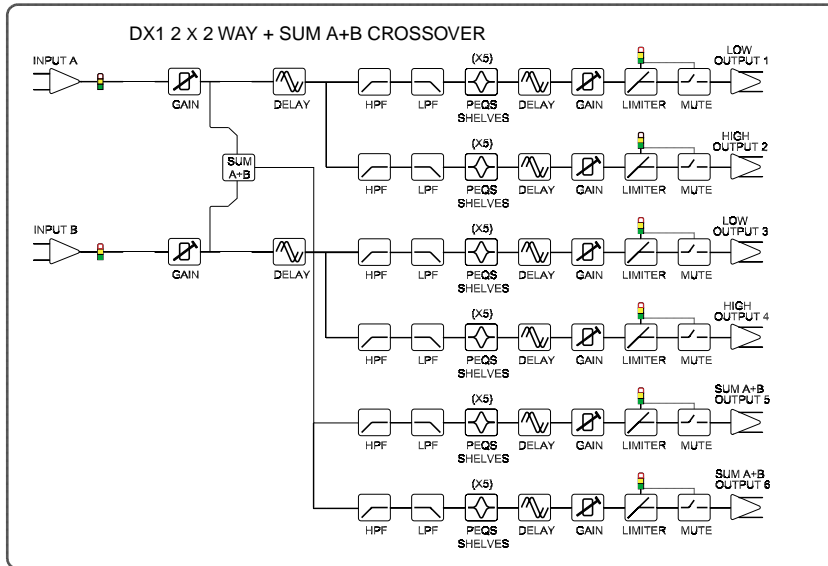 DX1 2 X 2 WAY + SUM A+B CROSSOVER
INPUT A
GAIN
DELAY
HPF
LPF
(X5)
PEQS
SHELVES
DELAY
GAIN
LIMITER
MUTE
LOW
OUTPUT 1
HPF
LPF
(X5)
PEQS
SHELVES
DELAY
GAIN
LIMITER
MUTE
HIGH
OUTPUT 2
SUM
A+B
INPUT B
GAIN
DELAY
HPF
LPF
(X5)
PEQS
SHELVES
DELAY
GAIN
LIMITER
MUTE
LOW
OUTPUT 3
HPF
LPF
(X5)
PEQS
SHELVES
DELAY
GAIN
LIMITER
MUTE
HIGH
OUTPUT 4
HPF
LPF
(X5)
PEQS
SHELVES
DELAY
GAIN
LIMITER
MUTE
SUM A+B
OUTPUT 5
HPF
LPF
(X5)
PEQS
SHELVES
DELAY
GAIN
LIMITER
MUTE
SUM A+B
OUTPUT 6